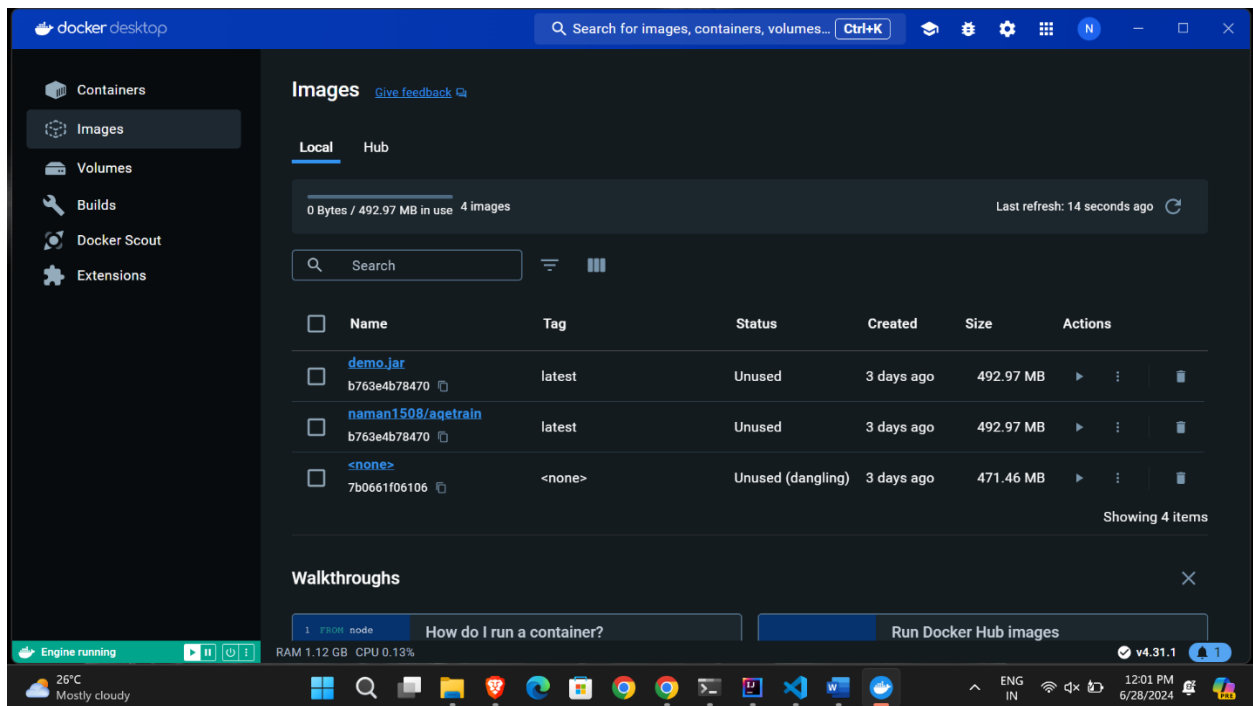 docker desktop
Search for images, containers, volumes... Ctrl+K
N
Containers
Images
Volumes
Builds
Docker Scout
Extensions
Images Give feedback
Local Hub
0 Bytes / 492.97 MB in use 4 images Last refresh: 14 seconds ago
Search
Name Tag Status Created Size Actions
demo.jar
b763e4b78470 latest Unused 3 days ago 492.97 MB
naman1508/aqetrain
b763e4b78470 latest Unused 3 days ago 492.97 MB
<none>
7b0661f06106 <none> Unused (dangling) 3 days ago 471.46 MB
Showing 4 items
Walkthroughs
1 FROM node How do I run a container? Run Docker Hub images
Engine running RAM 1.12 GB CPU 0.13% v4.31.1 1
26°C
Mostly cloudy
ENG
IN
12:01 PM
6/28/2024
PRE